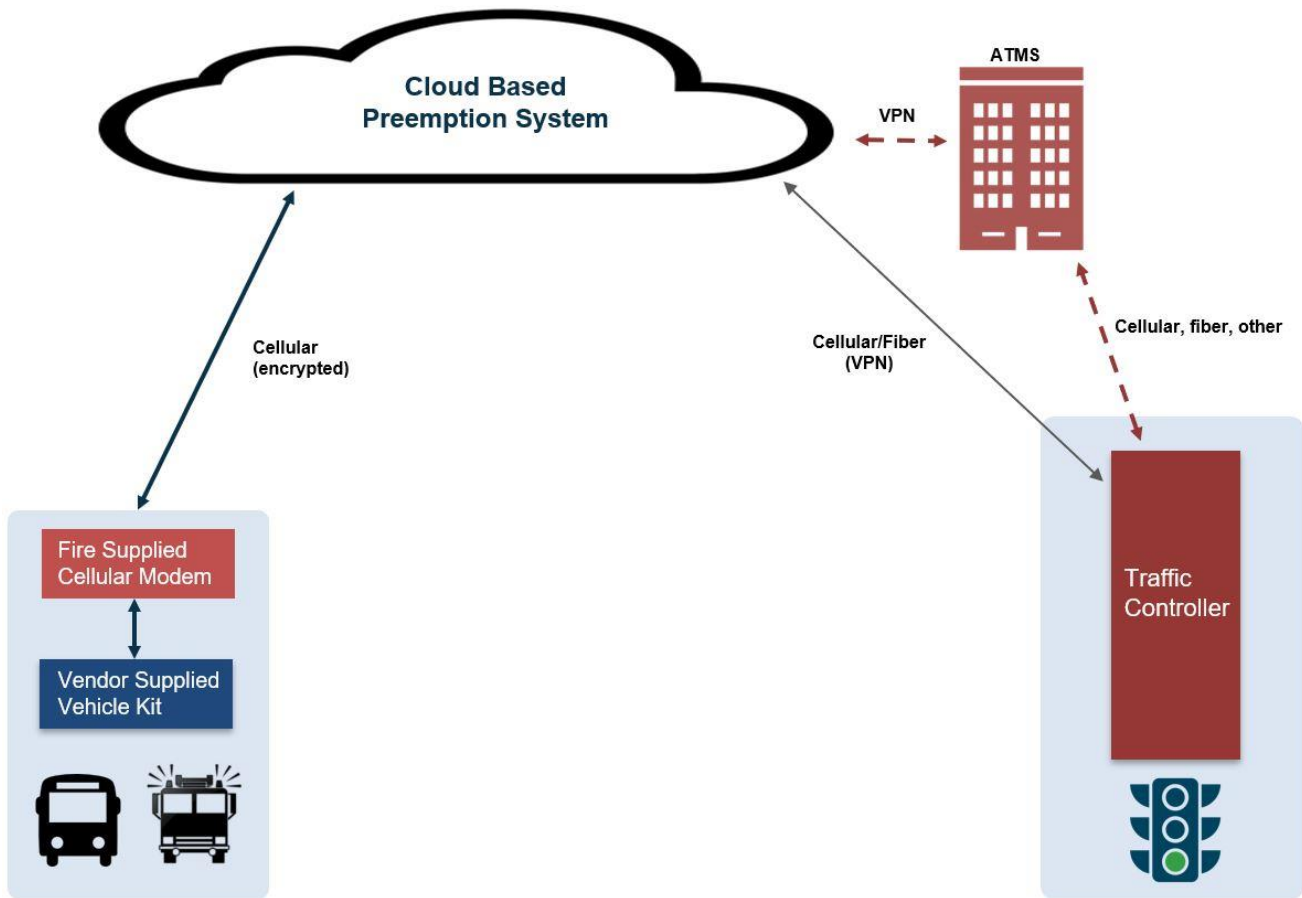 Cloud Based
Preemption System
ATMS
VPN
Cellular
(encrypted)
Cellular/Fiber
(VPN)
Cellular, fiber, other
Fire Supplied
Cellular Modem
Vendor Supplied
Vehicle Kit
Traffic
Controller